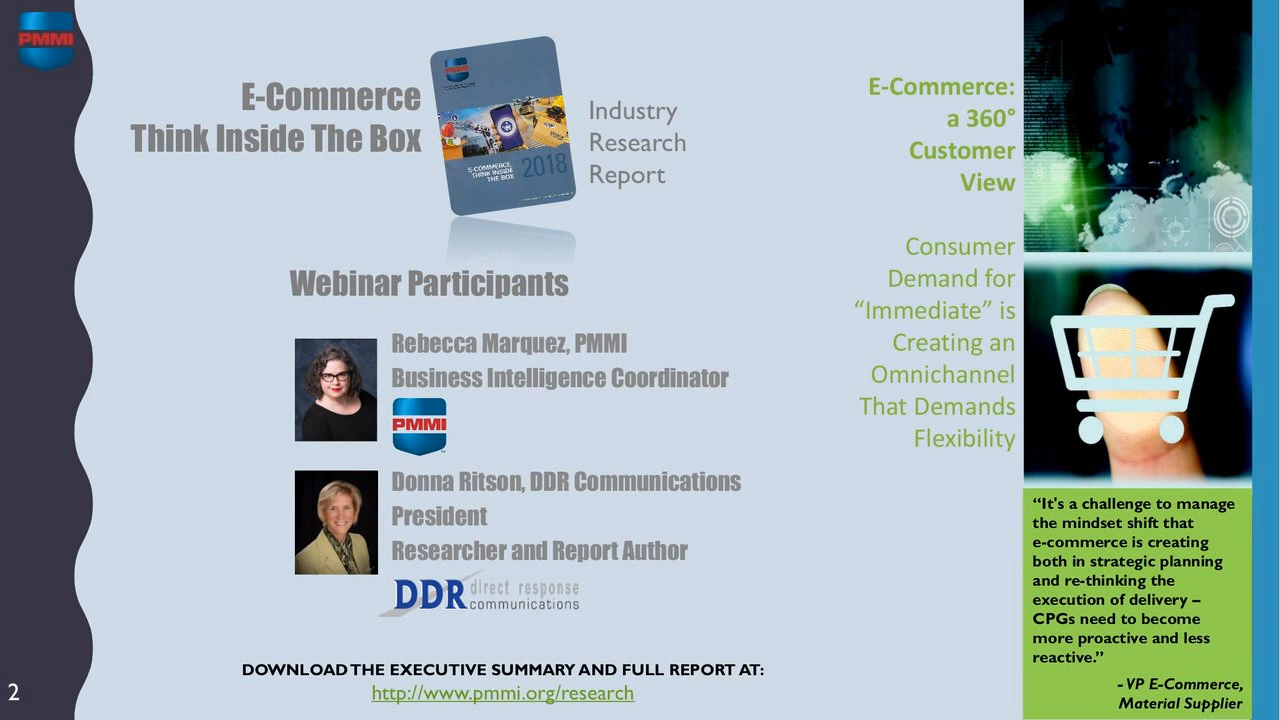 PMMI
E-Commerce
Think Inside The Box
PMMI
E-COMMERCE
THINK INSIDE
THE BOX
2018
Industry
Research
Report
Webinar Participants
Rebecca Marquez, PMMI
Business Intelligence Coordinator
PMMI
Donna Ritson, DDR Communications
President
Researcher and Report Author
DDR direct response
communications
DOWNLOAD THE EXECUTIVE SUMMARY AND FULL REPORT AT:
http://www.pmmi.org/research
E-Commerce:
a 360°
Customer
View
Consumer
Demand for
“Immediate” is
Creating an
Omnichannel
That Demands
Flexibility
“It's a challenge to manage
the mindset shift that
e-commerce is creating
both in strategic planning
and re-thinking the
execution of delivery –
CPGs need to become
more proactive and less
reactive.”
- VP E-Commerce,
Material Supplier
2